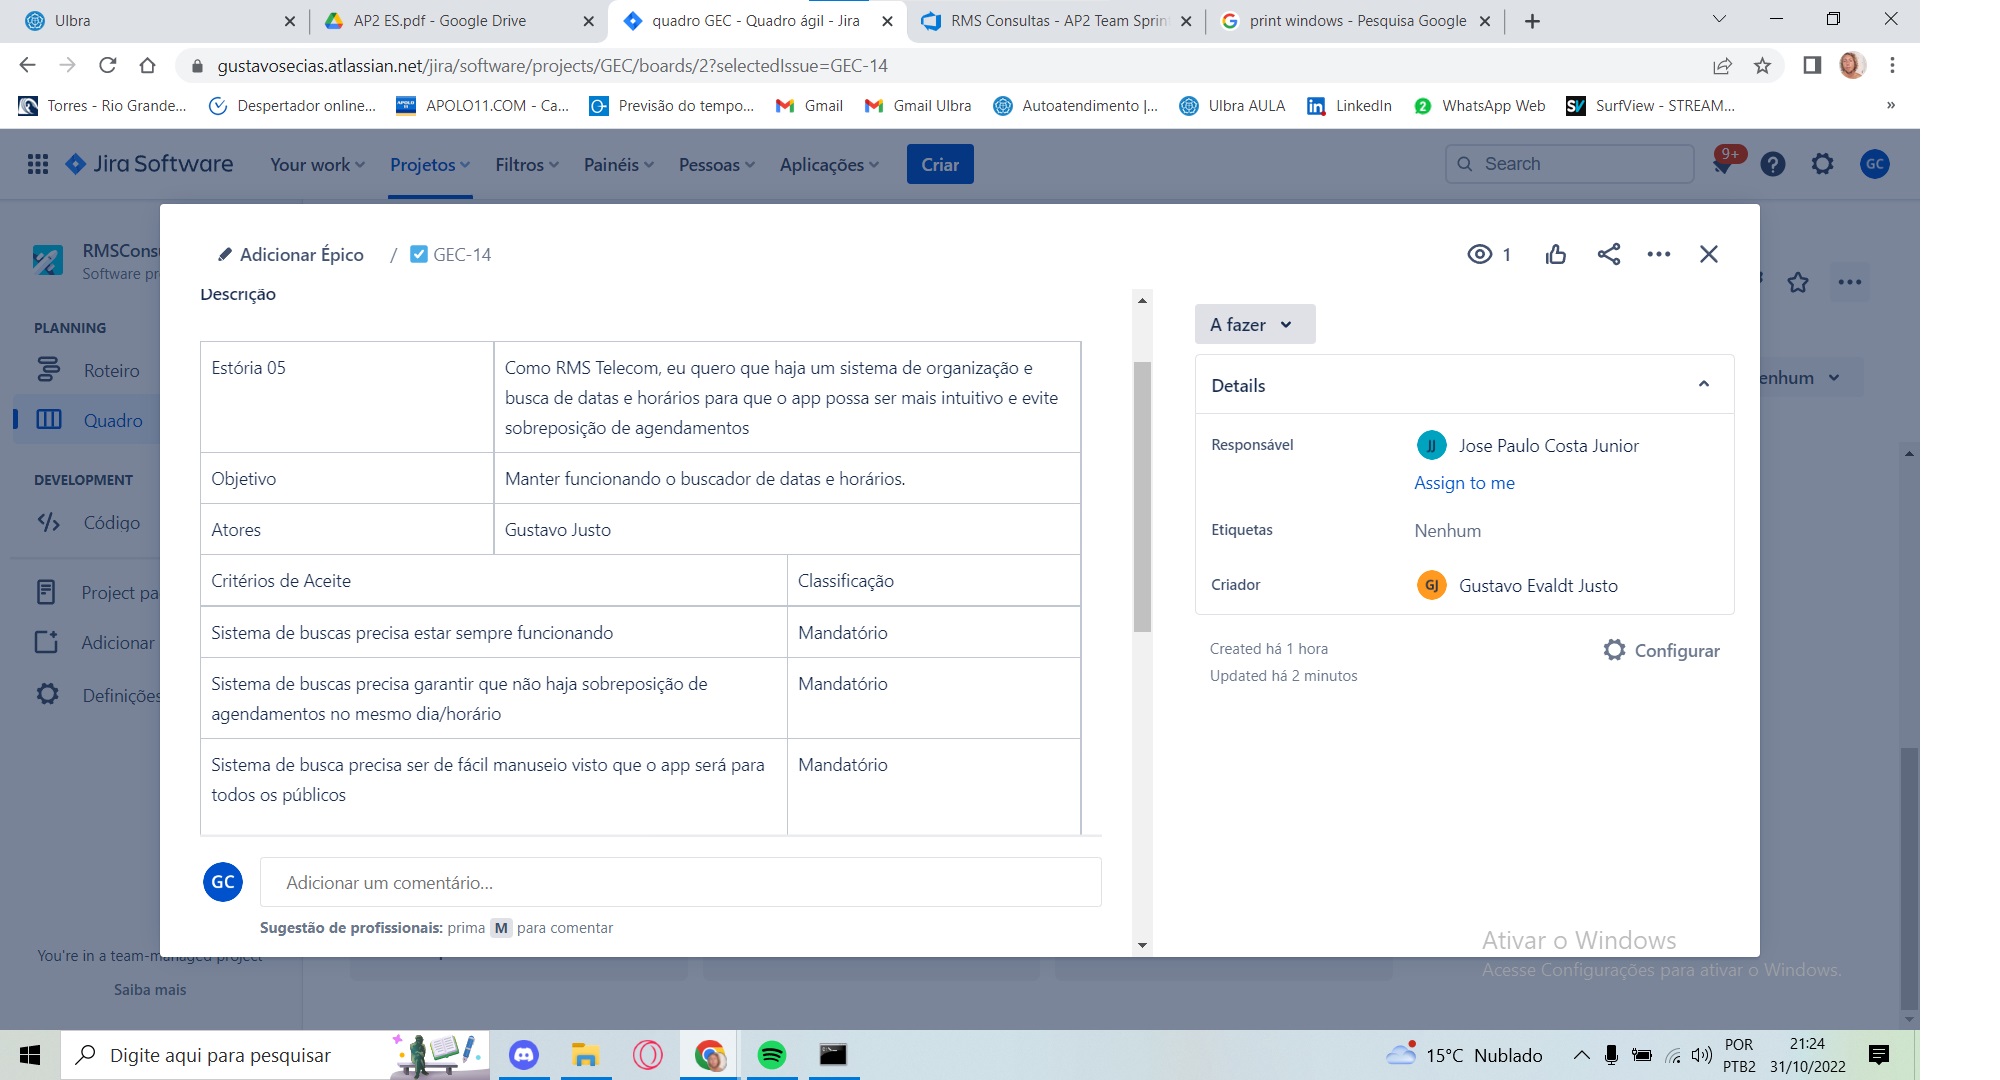 Ulbra
AP2 ES.pdf - Google Drive
quadro GEC - Quadro ágil - Jira
RMS Consultas - AP2 Team Sprin
print windows - Pesquisa Google
gustavosecias.atlassian.net/jira/software/projects/GEC/boards/2?selectedIssue=GEC-14
Torres - Rio Grande...
Despertador online...
APOLO11.COM - Ca...
Previsão do tempo...
Gmail
Gmail Ulbra
Autoatendimento |...
Ulbra AULA
LinkedIn
WhatsApp Web
SurfView - STREAM...
»
Jira Software
Your work
Projetos
Filtros
Painéis
Pessoas
Aplicações
Criar
Search
9+
GC
RMSConsu
Software pr
PLANNING
Roteiro
Quadro
DEVELOPMENT
Código
Project pa
Adicionar
Definições
You're in a team-managed project
Saiba mais
enhum
Adicionar Épico
/
GEC-14
1
Descrição
Estória 05
Como RMS Telecom, eu quero que haja um sistema de organização e
busca de datas e horários para que o app possa ser mais intuitivo e evite
sobreposição de agendamentos
Objetivo
Manter funcionando o buscador de datas e horários.
Atores
Gustavo Justo
Critérios de Aceite
Classificação
Sistema de buscas precisa estar sempre funcionando
Mandatório
Sistema de buscas precisa garantir que não haja sobreposição de
agendamentos no mesmo dia/horário
Mandatório
Sistema de busca precisa ser de fácil manuseio visto que o app será para
todos os públicos
Mandatório
GC
Adicionar um comentário...
Sugestão de profissionais: prima M para comentar
A fazer
Details
Responsável
JJ
Jose Paulo Costa Junior
Assign to me
Etiquetas
Nenhum
Criador
GJ
Gustavo Evaldt Justo
Created há 1 hora
Updated há 2 minutos
Configurar
Ativar o Windows
Acesse Configurações para ativar o Windows.
Digite aqui para pesquisar
15°C Nublado
POR
PTB2
21:24
31/10/2022